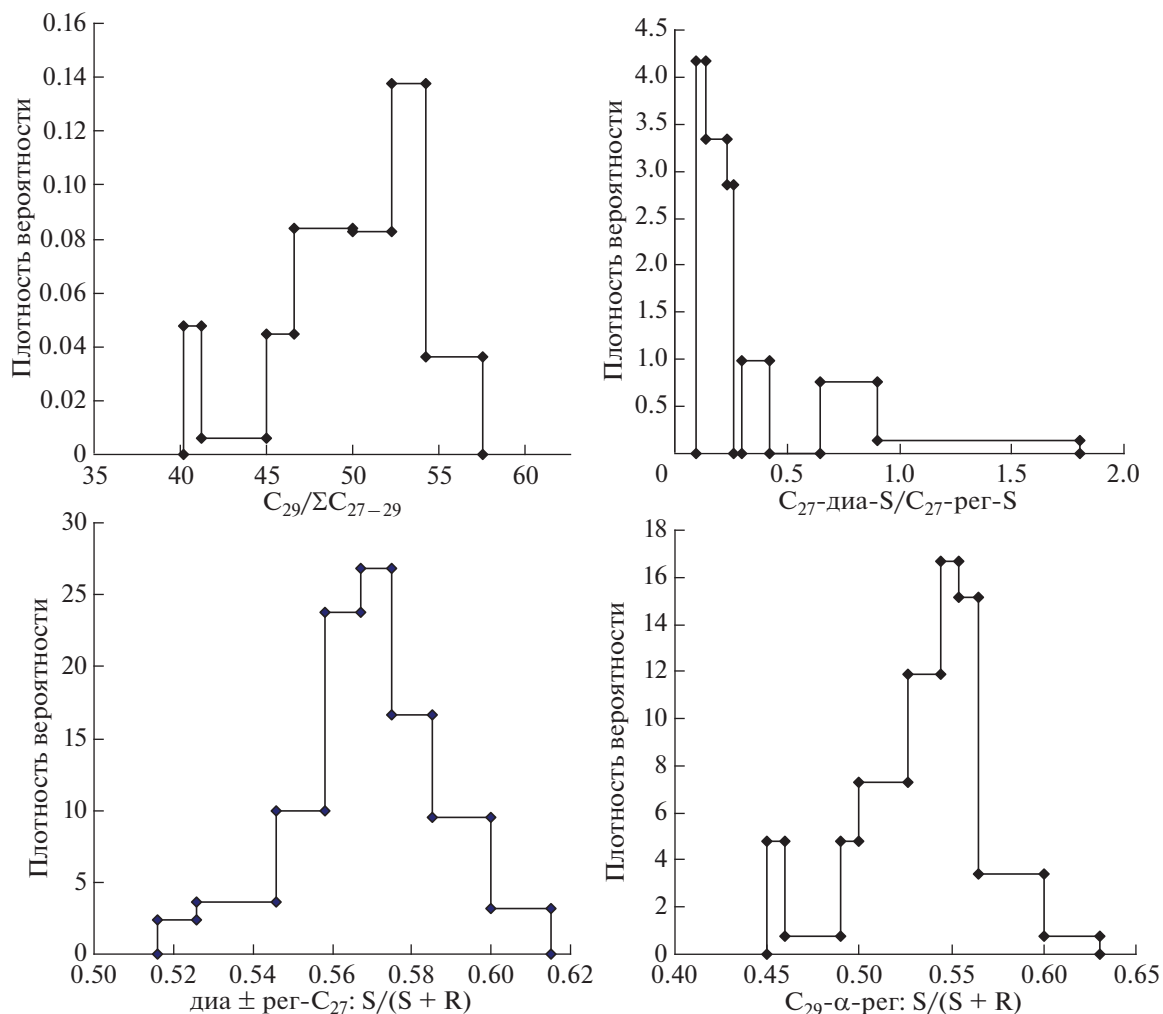 0.16
0.14
0.12
0.10
0.08
0.06
0.04
0.02
0
Плотность вероятности
35 40 45 50 55 60
C₂₉/ΣC₂₇₋₂₉
4.5
4.0
3.5
3.0
2.5
2.0
1.5
1.0
0.5
Плотность вероятности
0 0.5 1.0 1.5 2.0
C₂₇-диа-S/C₂₇-рег-S
30
25
20
15
10
5
0
Плотность вероятности
0.50 0.52 0.54 0.56 0.58 0.60 0.62
диа ± рег-C₂₇: S/(S + R)
18
16
14
12
10
8
6
4
2
0
Плотность вероятности
0.40 0.45 0.50 0.55 0.60 0.65
C₂₉-α-рег: S/(S + R)